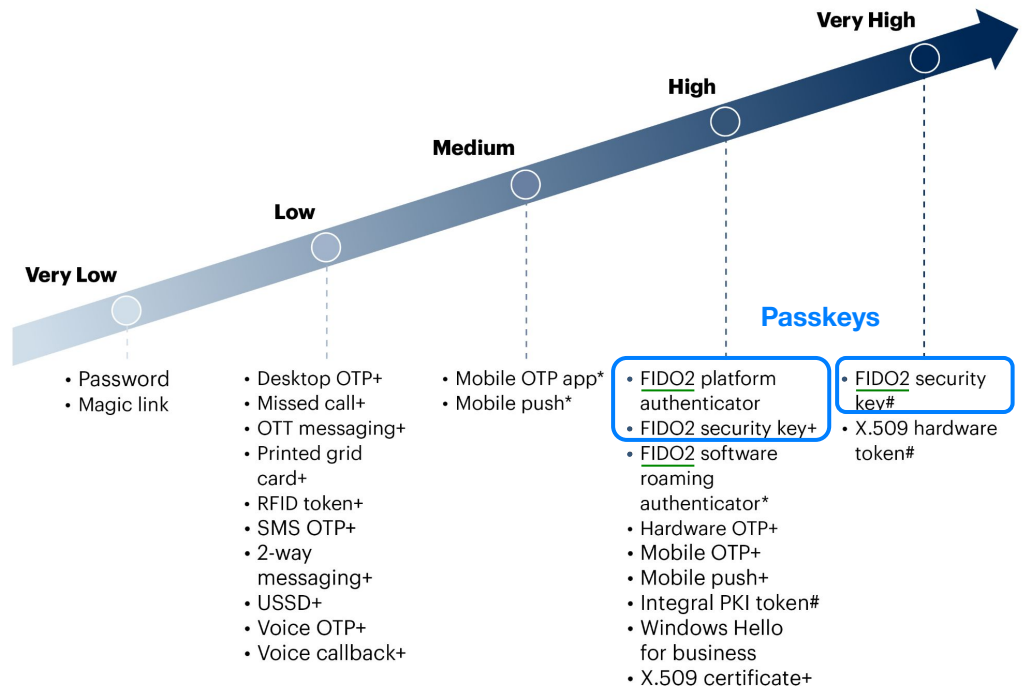 Very High
High
Medium
Low
Very Low
Passkeys
• Password
• Magic link
• Desktop OTP+
• Missed call+
• OTT messaging+
• Printed grid
card+
• RFID token+
• SMS OTP+
• 2-way
messaging+
• USSD+
• Voice OTP+
• Voice callback+
• Mobile OTP app*
• Mobile push*
• FIDO2 platform
authenticator
• FIDO2 security key+
• FIDO2 software
roaming
authenticator*
• Hardware OTP+
• Mobile OTP+
• Mobile push+
• Integral PKI token#
• Windows Hello
for business
• X.509 certificate+
• FIDO2 security
key#
• X.509 hardware
token#